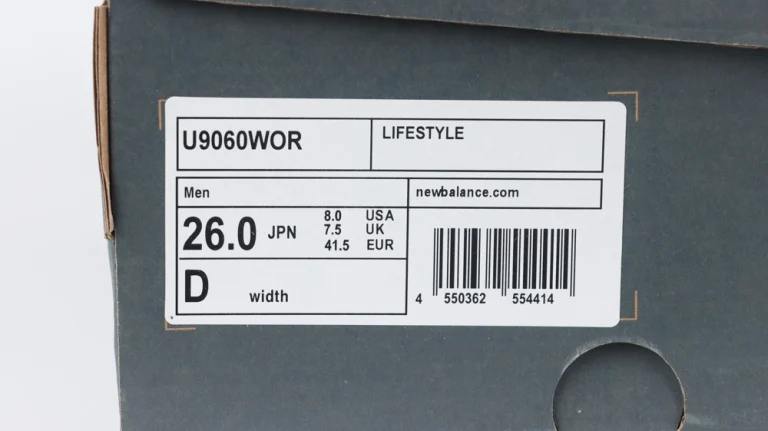 U9060WOR
LIFESTYLE
Men
newbalance.com
26.0 JPN
8.0 USA
7.5 UK
41.5 EUR
D width
4 550362 554414